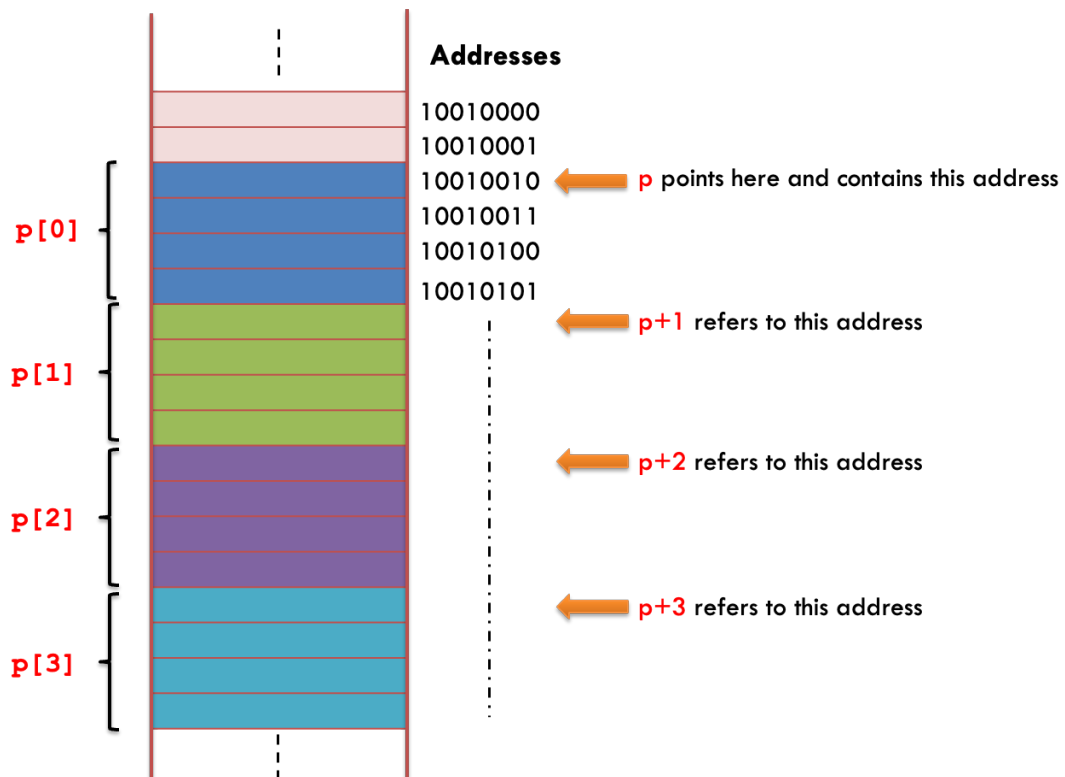 Addresses
10010000
10010001
10010010
p points here and contains this address
10010011
p[0]
10010100
10010101
p+1 refers to this address
p[1]
p+2 refers to this address
p[2]
p+3 refers to this address
p[3]